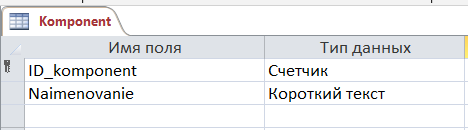 Komponent
Имя поля Тип данных
ID_komponent Счетчик
Naimenovanie Короткий текст